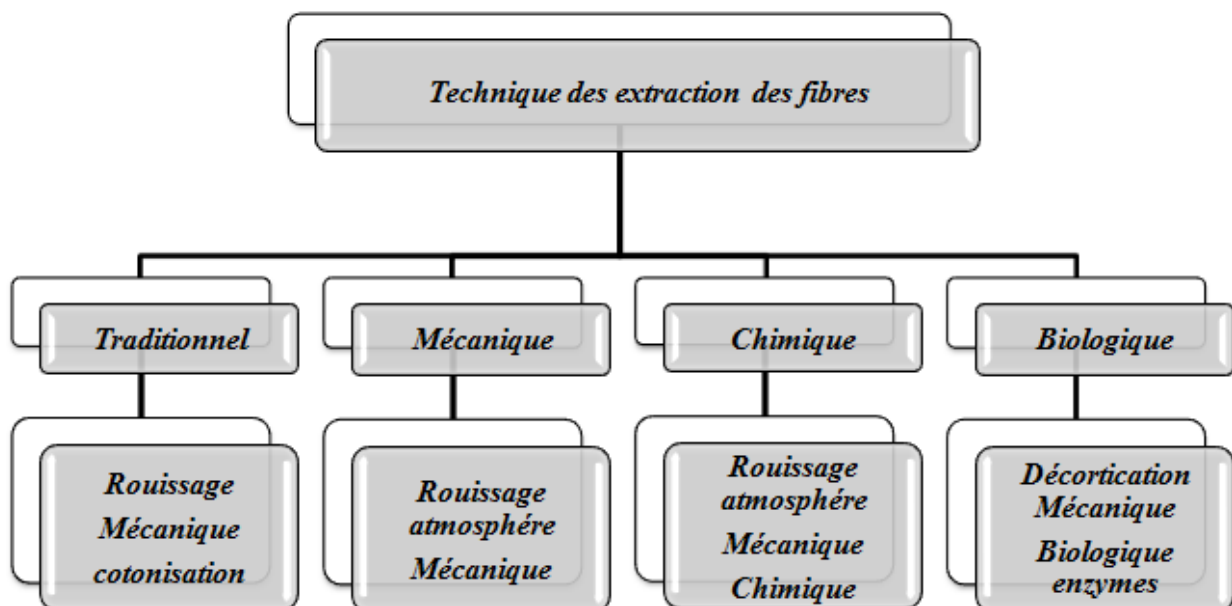 Technique des extraction des fibres
Traditionnel
Mécanique
Chimique
Biologique
Rouissage
Mécanique
cotonisation
Rouissage
atmosphére
Mécanique
Rouissage
atmosphére
Mécanique
Chimique
Décortication
Mécanique
Biologique
enzymes